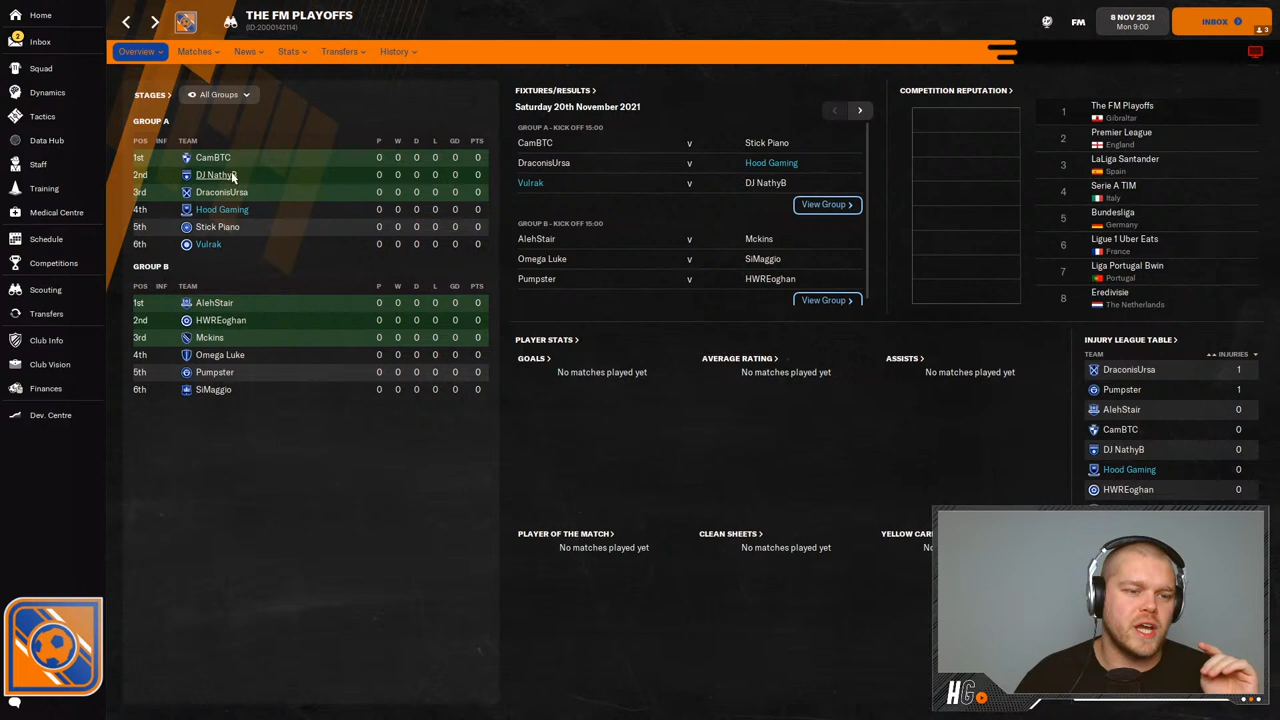 Home
THE FM PLAYOFFS
(ID:2000142114)
FM
8 NOV 2021
Mon 9:00
INBOX
3
2
Inbox
Overview
Matches
News
Stats
Transfers
History
Squad
Dynamics
Tactics
Data Hub
Staff
Training
Medical Centre
Schedule
Competitions
Scouting
Transfers
Club Info
Club Vision
Finances
Dev. Centre
STAGES
All Groups
GROUP A
POS INF TEAM P W D L GD PTS
1st CamBTC 0 0 0 0 0 0
2nd DJ NathyB 0 0 0 0 0 0
3rd DraconisUrsa 0 0 0 0 0 0
4th Hood Gaming 0 0 0 0 0 0
5th Stick Piano 0 0 0 0 0 0
6th Vulrak 0 0 0 0 0 0
GROUP B
POS INF TEAM P W D L GD PTS
1st AlehStair 0 0 0 0 0 0
2nd HWREoghan 0 0 0 0 0 0
3rd Mckins 0 0 0 0 0 0
4th Omega Luke 0 0 0 0 0 0
5th Pumpster 0 0 0 0 0 0
6th SiMaggio 0 0 0 0 0 0
FIXTURES/RESULTS
Saturday 20th November 2021
GROUP A - KICK OFF 15:00
CamBTC v Stick Piano
DraconisUrsa v Hood Gaming
Vulrak v DJ NathyB
View Group
GROUP B - KICK OFF 15:00
AlehStair v Mckins
Omega Luke v SiMaggio
Pumpster v HWREoghan
View Group
COMPETITION REPUTATION
1 The FM Playoffs
Gibraltar
2 Premier League
England
3 LaLiga Santander
Spain
4 Serie A TIM
Italy
5 Bundesliga
Germany
6 Ligue 1 Uber Eats
France
7 Liga Portugal Bwin
Portugal
8 Eredivisie
The Netherlands
PLAYER STATS
GOALS
No matches played yet
AVERAGE RATING
No matches played yet
ASSISTS
No matches played yet
PLAYER OF THE MATCH
No matches played yet
CLEAN SHEETS
No matches played yet
YELLOW CAR
No matches played yet
INJURY LEAGUE TABLE
TEAM INJURIES
DraconisUrsa 1
Pumpster 1
AlehStair 0
CamBTC 0
DJ NathyB 0
Hood Gaming 0
HWREoghan 0
HG